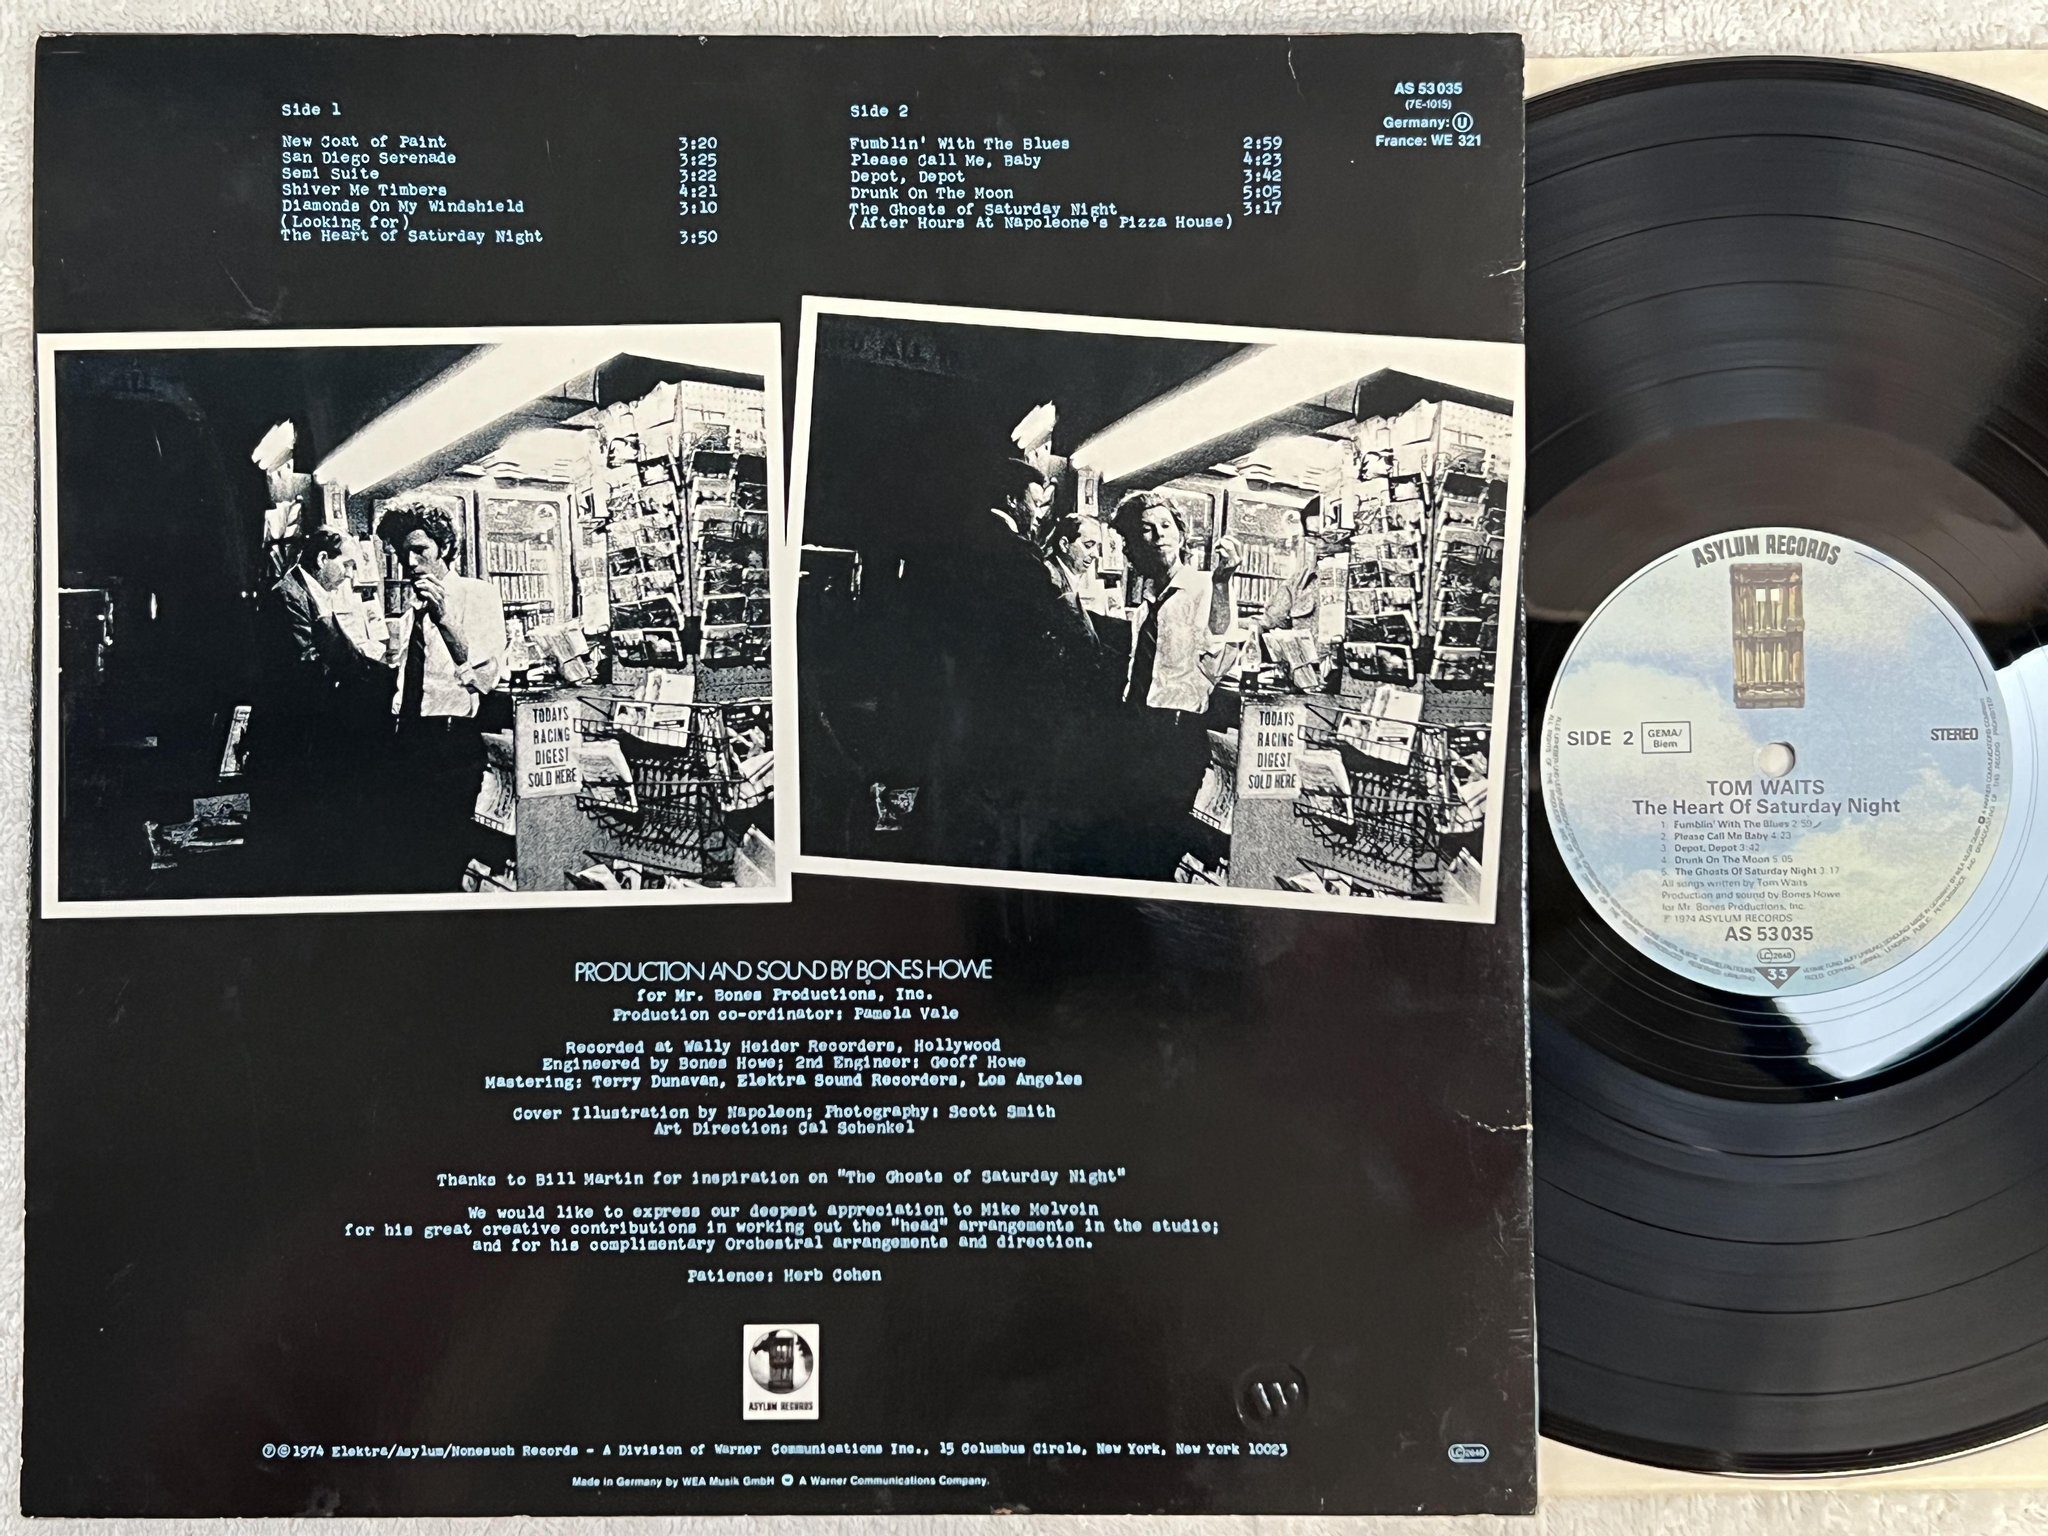 Side 1
New Coat of Paint 3:20
San Diego Serenade 3:25
Semi Suite 3:22
Shiver Me Timbers 4:21
Diamonds On My Windshield 3:10
(Looking for)
The Heart of Saturday Night 3:50
Side 2
Fumblin' With The Blues 2:59
Please Call Me, Baby 4:23
Depot, Depot 3:42
Drunk On The Moon 5:05
The Ghosts of Saturday Night 3:17
(After Hours At Napoleone's Pizza House)
AS 53 035
(7E-1015)
Germany: U
France: WE 321
TODAYS
RACING
DIGEST
SOLD HERE
TODAYS
RACING
DIGEST
SOLD HERE
PRODUCTION AND SOUND BY BONES HOWE
for Mr. Bones Productions, Inc.
Production co-ordinator: Pamela Vale
Recorded at Wally Heider Recorders, Hollywood
Engineered by Bones Howe; 2nd Engineer: Geoff Howe
Mastering: Terry Dunavan, Elektra Sound Recorders, Los Angeles
Cover Illustration by Napoleon; Photography: Scott Smith
Art Direction: Cal Schenkel
Thanks to Bill Martin for inspiration on "The Ghosts of Saturday Night"
We would like to express our deepest appreciation to Mike Melvoin
for his great creative contributions in working out the "head" arrangements in the studio;
and for his complimentary Orchestral arrangements and direction.
Patience: Herb Cohen
ASYLUM RECORDS
W
Ⓟ©1974 Elektra/Asylum/Nonesuch Records - A Division of Warner Communications Inc., 15 Columbus Circle, New York, New York 10023
LC 2648
Made in Germany by WEA Musik GmbH A Warner Communications Company.
ASYLUM RECORDS
SIDE 2
GEMA/
Biem
STEREO
TOM WAITS
The Heart Of Saturday Night
1. Fumblin' With The Blues 2:59
2. Please Call Me Baby 4:23
3. Depot, Depot 3:42
4. Drunk On The Moon 5:05
5. The Ghosts Of Saturday Night 3:17
All songs written by Tom Waits
Production and sound by Bones Howe
for Mr. Bones Productions, Inc.
℗ 1974 ASYLUM RECORDS
AS 53 035
LC 2648
33